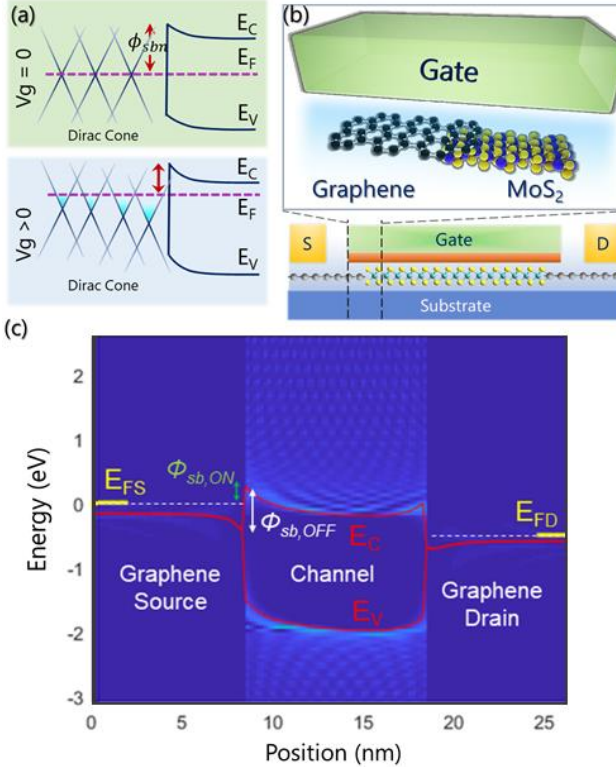 (a)
Vg = 0
ϕsbn
EC
EF
EV
Dirac Cone
Vg >0
EC
EF
EV
Dirac Cone
(b)
Gate
Graphene
MoS2
S
Gate
D
Substrate
(c)
Energy (eV)
2
1
0
-1
-2
-3
EFS
Φsb,ON
Φsb,OFF
EC
EFD
Graphene
Source
Channel
Graphene
Drain
EV
0
5
10
15
20
25
Position (nm)